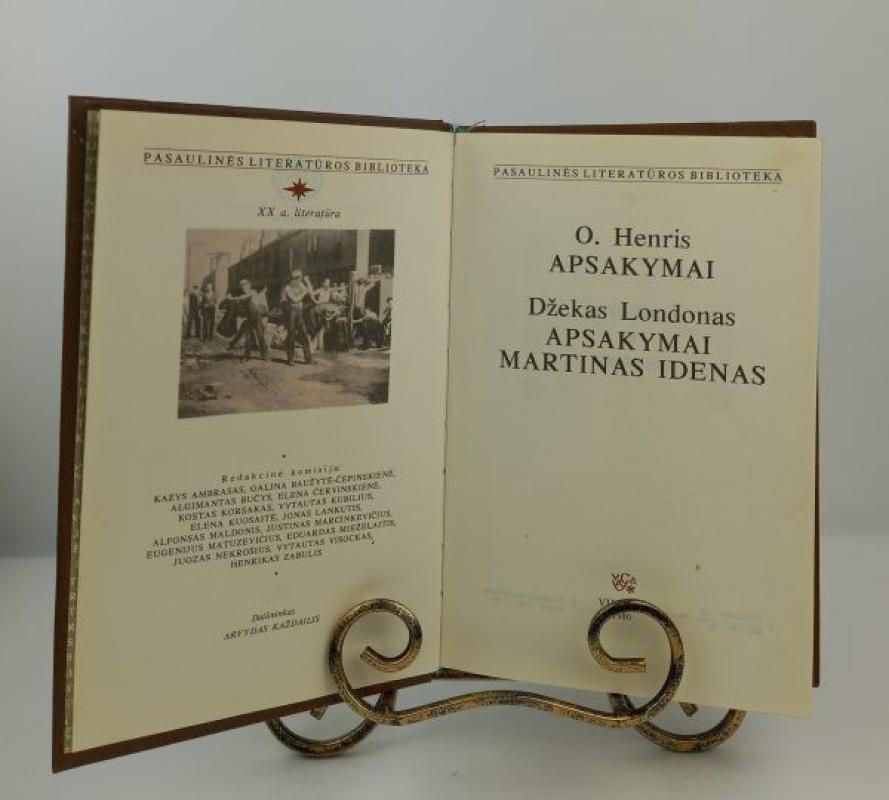 PASAULINĖS LITERATŪROS BIBLIOTEKA
XX a. literatūra
Redakcinė komisija:
KAZYS AMBRASAS, GALINA BAUŽYTĖ-ČEPINSKIENĖ,
ALGIMANTAS BUČYS, ELENA ČERVINSKIENĖ,
KOSTAS KORSAKAS, VYTAUTAS KUBILIUS,
ELENA KUOSAITĖ, JONAS LANKUTIS,
ALFONSAS MALDONIS, JUSTINAS MARCINKEVIČIUS,
EUGENIJUS MATUZEVIČIUS, EDUARDAS MIEŽELAITIS,
JUOZAS NEKROŠIUS, VYTAUTAS VISOCKAS,
HENRIKAS ZABULIS
Dailininkas
ARVYDAS KAŽDAILIS
PASAULINĖS LITERATŪROS BIBLIOTEKA
O. Henris
APSAKYMAI
Džekas Londonas
APSAKYMAI
MARTINAS IDENAS